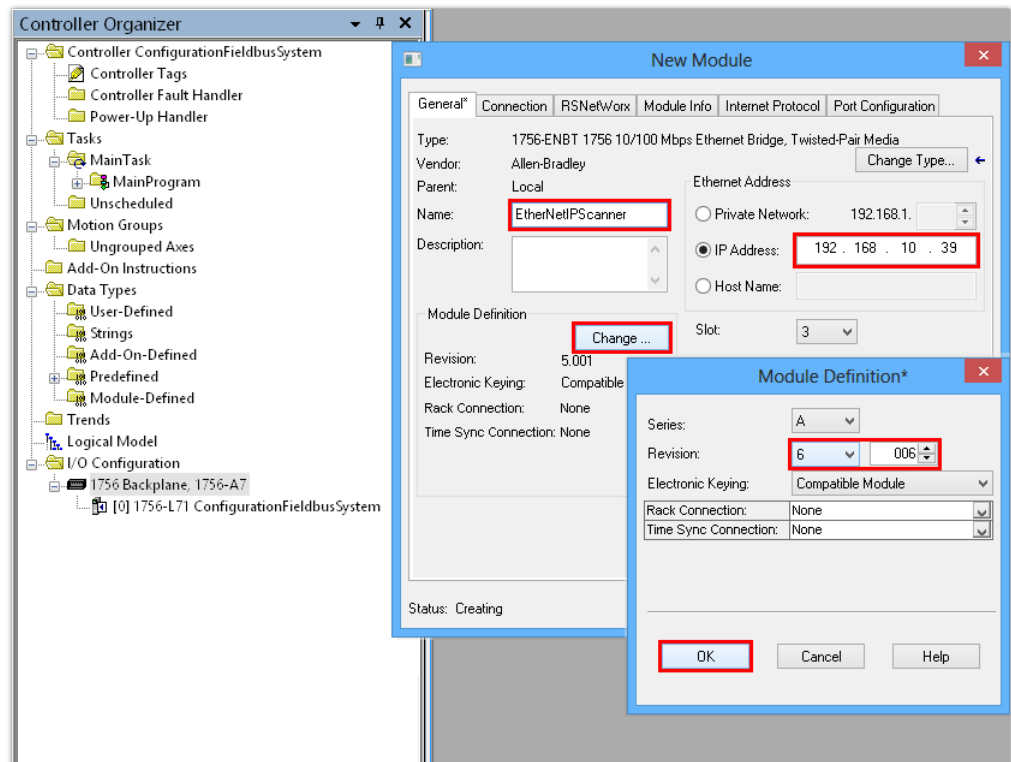 Controller Organizer
Controller ConfigurationFieldbusSystem
Controller Tags
Controller Fault Handler
Power-Up Handler
Tasks
MainTask
MainProgram
Unscheduled
Motion Groups
Ungrouped Axes
Add-On Instructions
Data Types
User-Defined
Strings
Add-On-Defined
Predefined
Module-Defined
Trends
Logical Model
I/O Configuration
1756 Backplane, 1756-A7
[0] 1756-L71 ConfigurationFieldbusSystem
New Module
General* Connection RSNetWorx Module Info Internet Protocol Port Configuration
Type: 1756-ENBT 1756 10/100 Mbps Ethernet Bridge, Twisted-Pair Media
Vendor: Allen-Bradley Change Type...
Parent: Local
Ethernet Address
Name: EtherNetIPScanner
Private Network: 192.168.1.
Description:
IP Address: 192 . 168 . 10 . 39
Host Name:
Module Definition
Change ...
Slot: 3
Revision: 5.001
Electronic Keying: Compatible
Rack Connection: None
Time Sync Connection: None
Status: Creating
Module Definition*
Series: A
Revision: 6 006
Electronic Keying: Compatible Module
Rack Connection: None
Time Sync Connection: None
OK Cancel Help